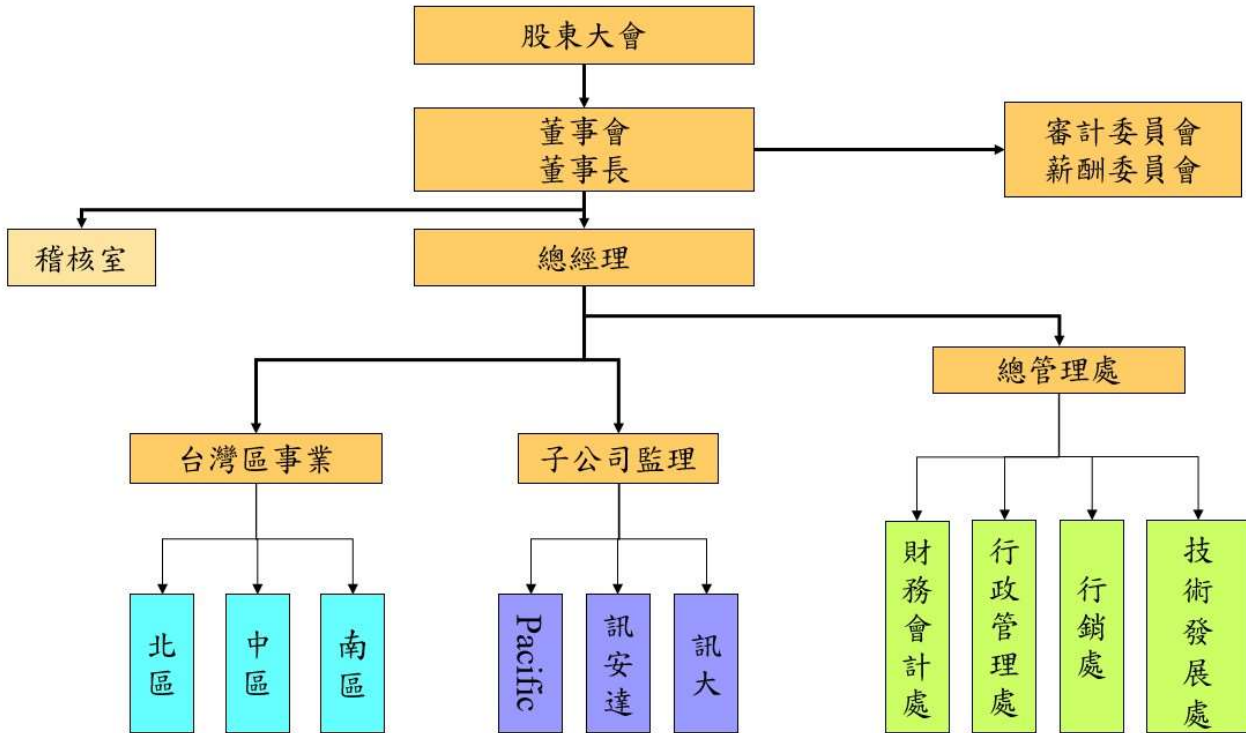 股東大會
董事會
董事長
審計委員會
薪酬委員會
稽核室
總經理
總管理處
台灣區事業
子公司監理
北區
中區
南區
Pacific
訊安達
訊大
財務會計處
行政管理處
行銷處
技術發展處